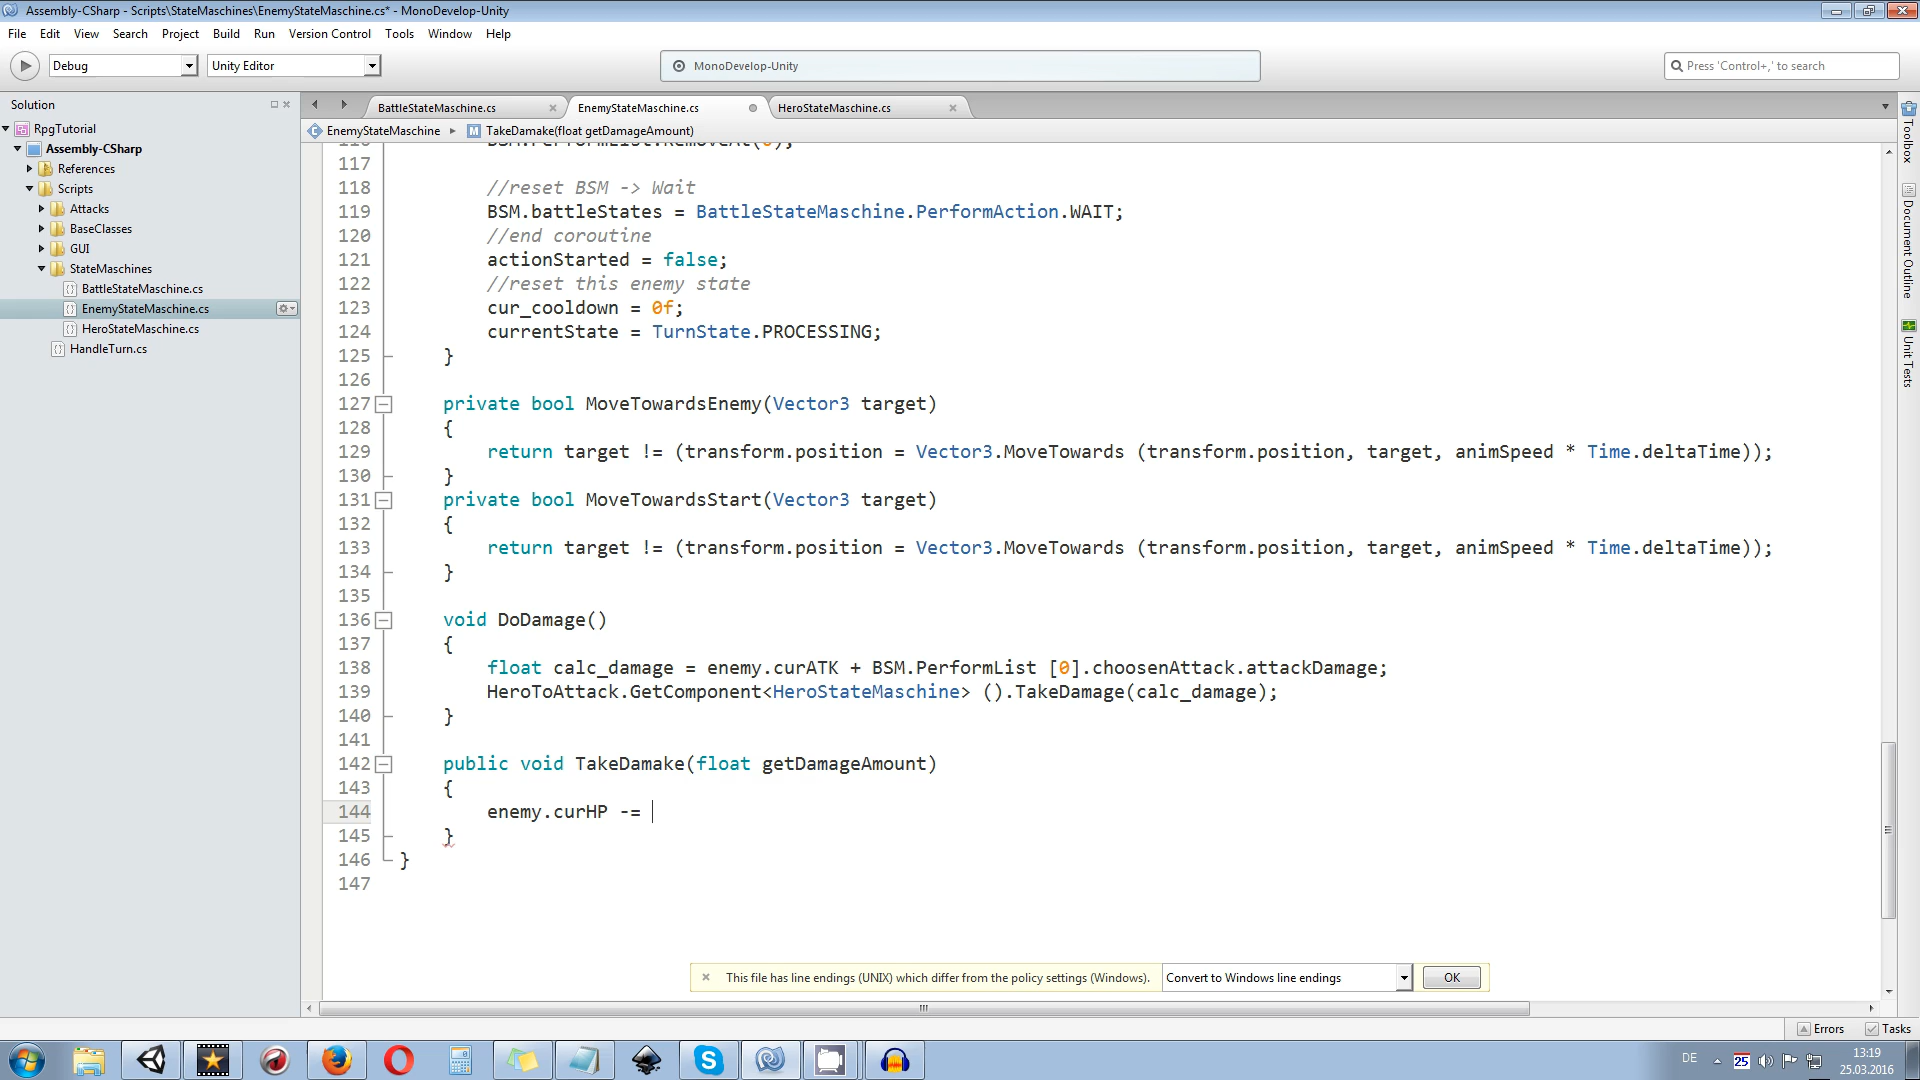 Assembly-CSharp - Scripts\StateMaschines\EnemyStateMaschine.cs* - MonoDevelop-Unity
File Edit View Search Project Build Run Version Control Tools Window Help
Debug Unity Editor MonoDevelop-Unity Press 'Control+,' to search
Solution
BattleStateMaschine.cs EnemyStateMaschine.cs HeroStateMaschine.cs
EnemyStateMaschine TakeDamake(float getDamageAmount)
RpgTutorial
Assembly-CSharp
References
Scripts
Attacks
BaseClasses
GUI
StateMaschines
BattleStateMaschine.cs
EnemyStateMaschine.cs
HeroStateMaschine.cs
HandleTurn.cs
116 BSM.PerformList.RemoveAt(0);
117
118 //reset BSM -> Wait
119 BSM.battleStates = BattleStateMaschine.PerformAction.WAIT;
120 //end coroutine
121 actionStarted = false;
122 //reset this enemy state
123 cur_cooldown = 0f;
124 currentState = TurnState.PROCESSING;
125 }
126
127 private bool MoveTowardsEnemy(Vector3 target)
128 {
129 return target != (transform.position = Vector3.MoveTowards (transform.position, target, animSpeed * Time.deltaTime));
130 }
131 private bool MoveTowardsStart(Vector3 target)
132 {
133 return target != (transform.position = Vector3.MoveTowards (transform.position, target, animSpeed * Time.deltaTime));
134 }
135
136 void DoDamage()
137 {
138 float calc_damage = enemy.curATK + BSM.PerformList [0].choosenAttack.attackDamage;
139 HeroToAttack.GetComponent<HeroStateMaschine> ().TakeDamage(calc_damage);
140 }
141
142 public void TakeDamake(float getDamageAmount)
143 {
144 enemy.curHP -=
145 }
146 }
147
This file has line endings (UNIX) which differ from the policy settings (Windows). Convert to Windows line endings OK
Toolbox
Document Outline
Unit Tests
Errors Tasks
DE 25 13:19
25.03.2016